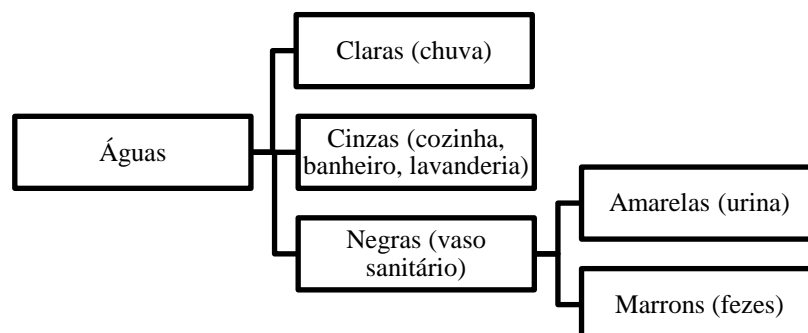 Claras (chuva)
Águas
Cinzas (cozinha,
banheiro, lavanderia)
Negras (vaso
sanitário)
Amarelas (urina)
Marrons (fezes)